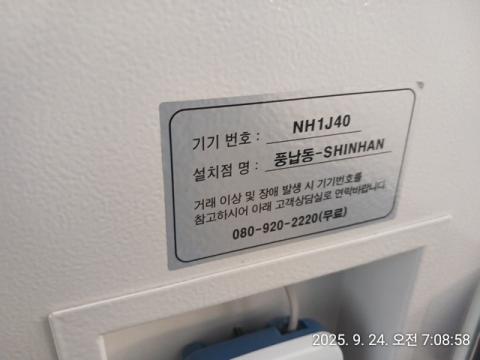 기기 번호 : NH1J40
설치점 명 : 풍납동-SHINHAN
거래 이상 및 장애 발생 시 기기번호를
참고하시어 아래 고객상담실로 연락바랍니다.
080-920-2220(무료)
2025. 9. 24. 오전 7:08:58